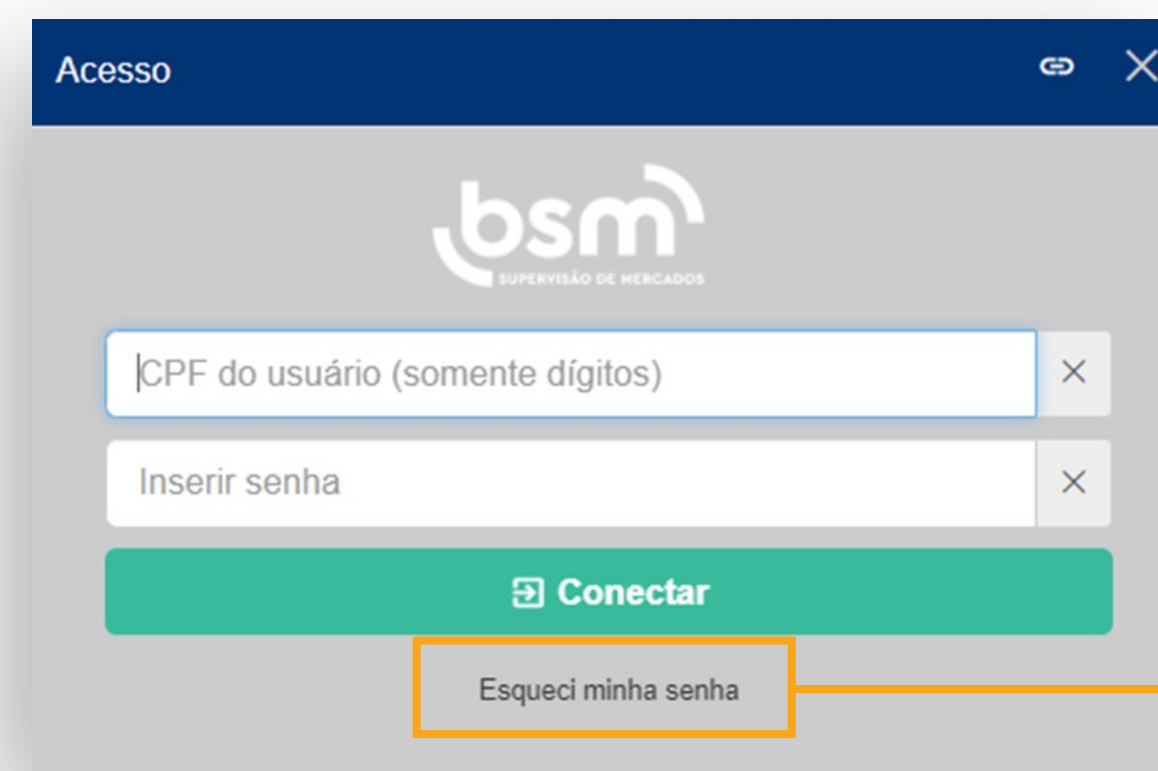 Acesso
bsm
SUPERVISÃO DE MERCADOS
CPF do usuário (somente dígitos)
Inserir senha
Conectar
Esqueci minha senha